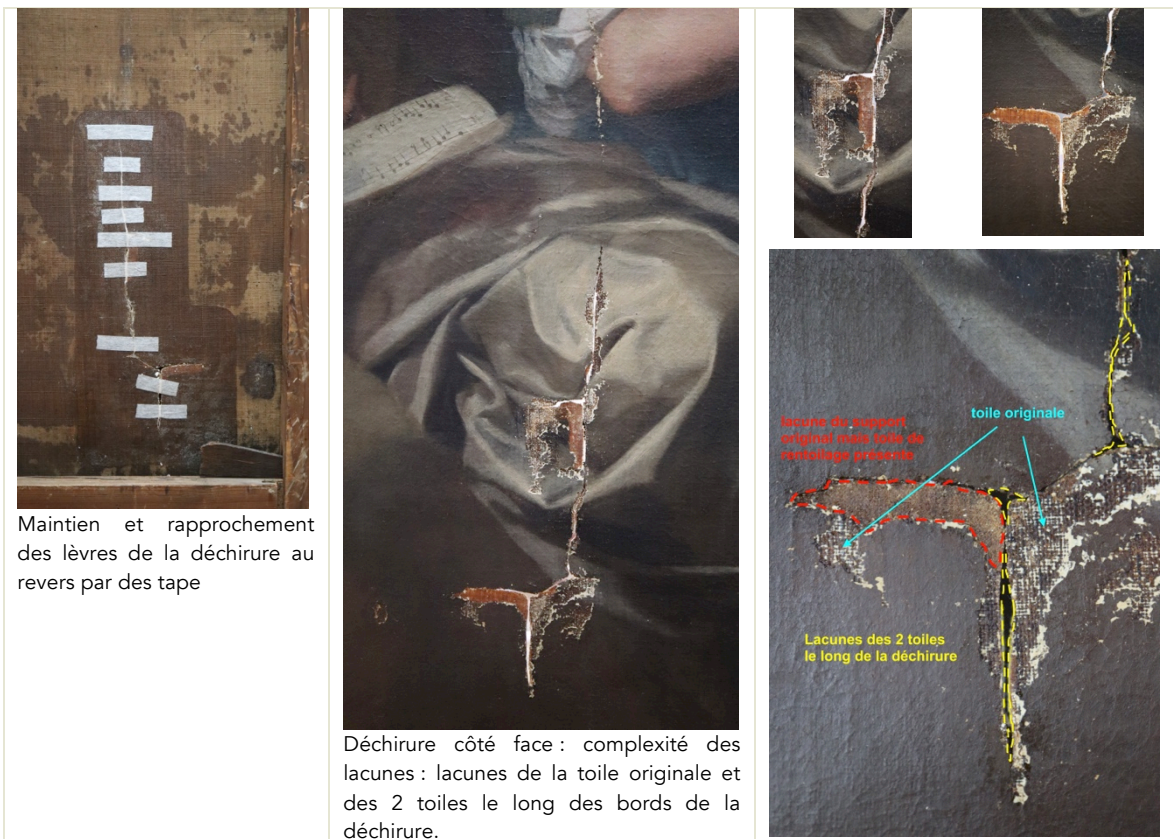 Maintien et rapprochement
des lèvres de la déchirure au
revers par des tape
Déchirure côté face : complexité des
lacunes : lacunes de la toile originale et
des 2 toiles le long des bords de la
déchirure.
lacune du support
original mais toile de
rentoilage présente
toile originale
Lacunes des 2 toiles
le long de la déchirure